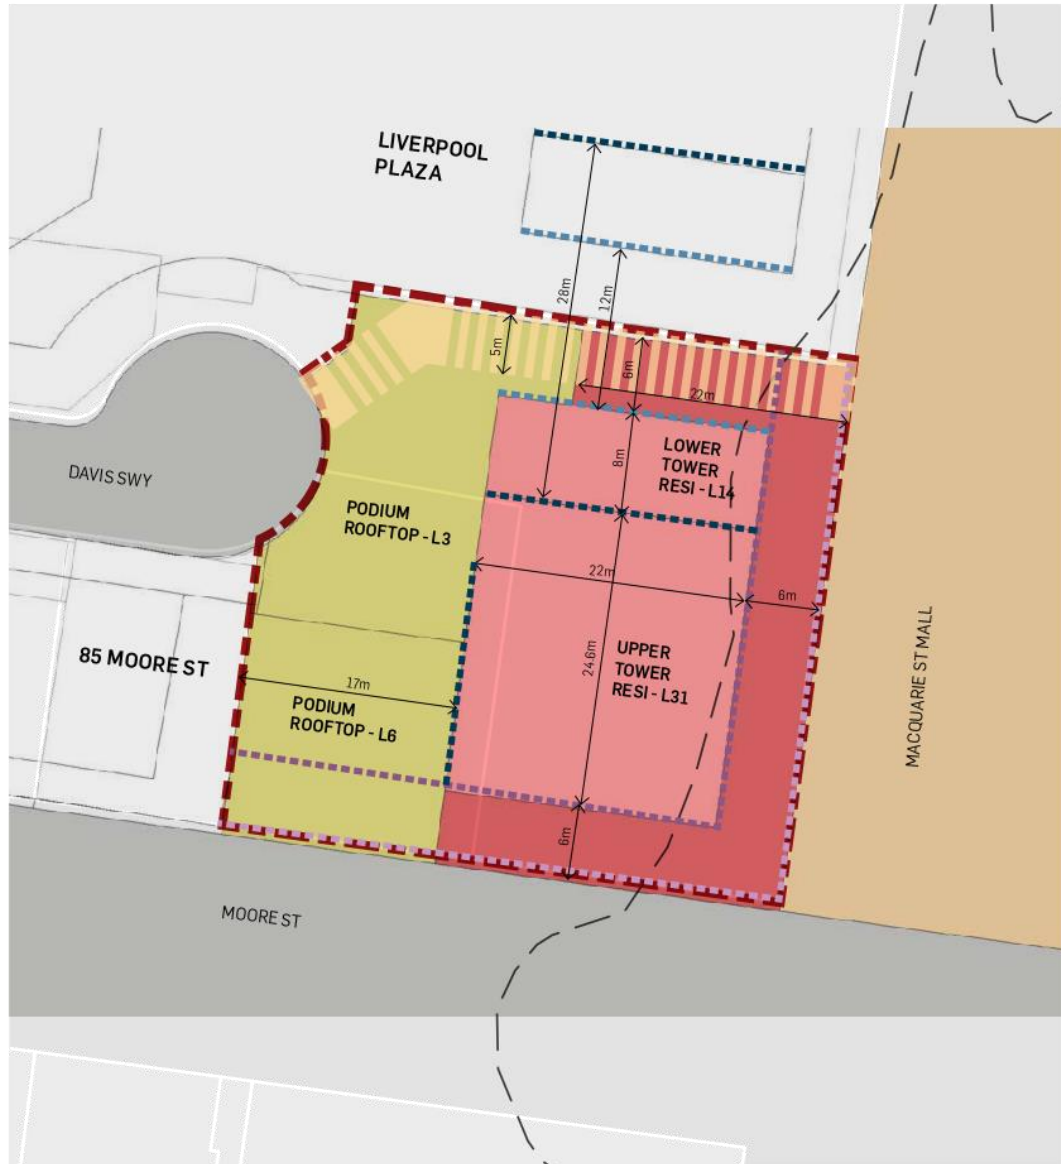 LIVERPOOL
PLAZA
28m
12m
5m
6m
22m
LOWER
TOWER
RESI - L14
8m
DAVIS SWY
PODIUM
ROOFTOP - L3
22m
6m
UPPER
TOWER
RESI - L31
24.6m
85 MOORE ST
17m
PODIUM
ROOFTOP - L6
MACQUARIE ST MALL
6m
MOORE ST